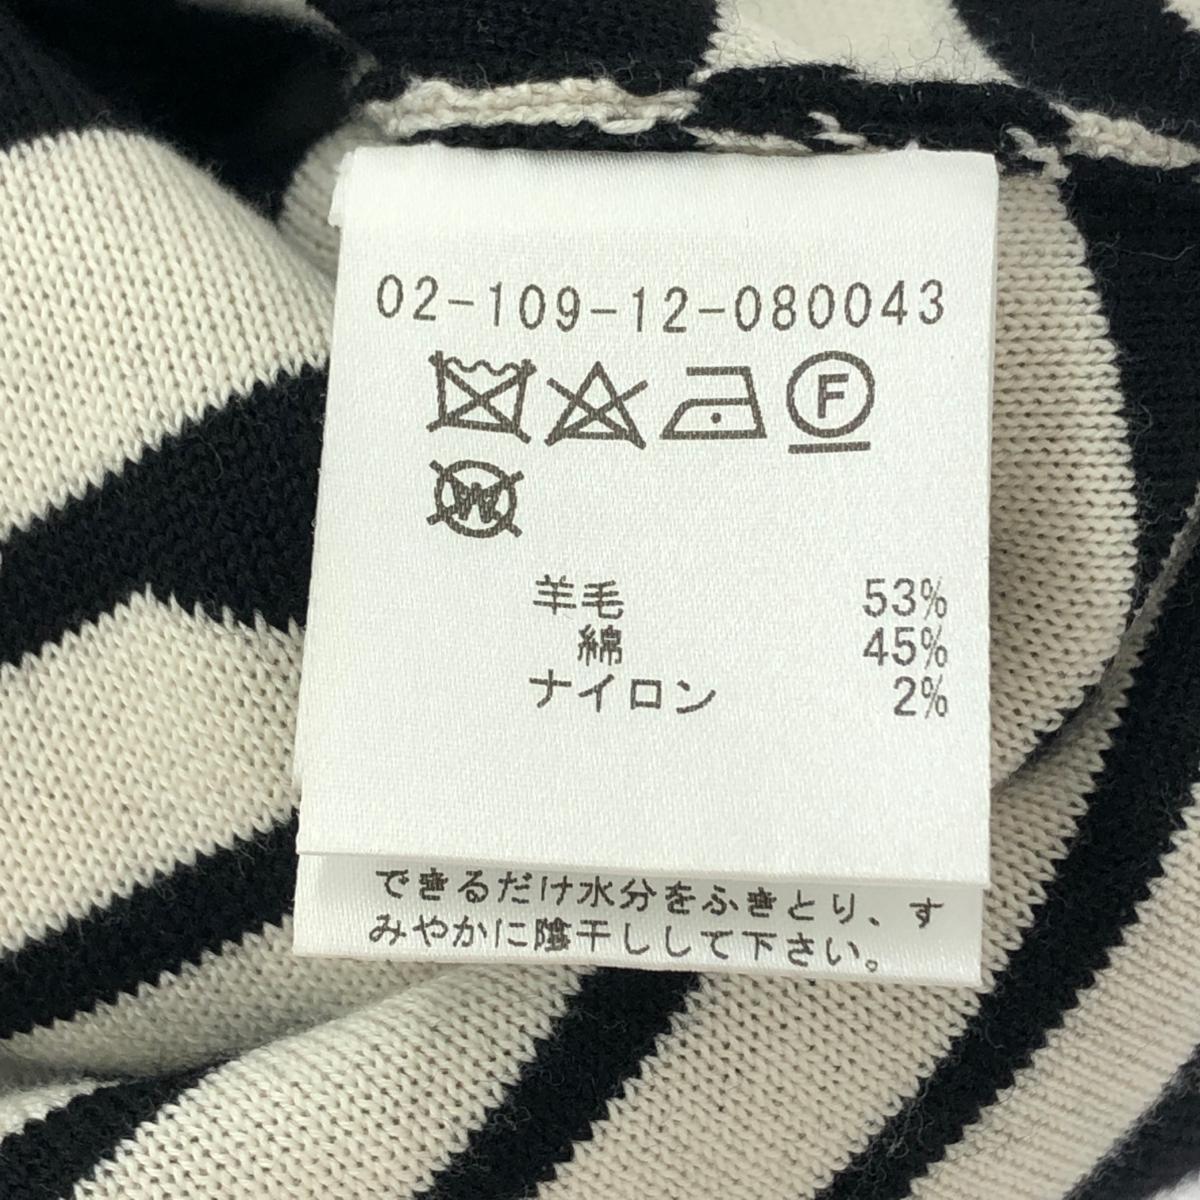 02-109-12-080043
F
W
羊毛 53%
綿 45%
ナイロン 2%
できるだけ水分をふきとり、す
みやかに陰干しして下さい。